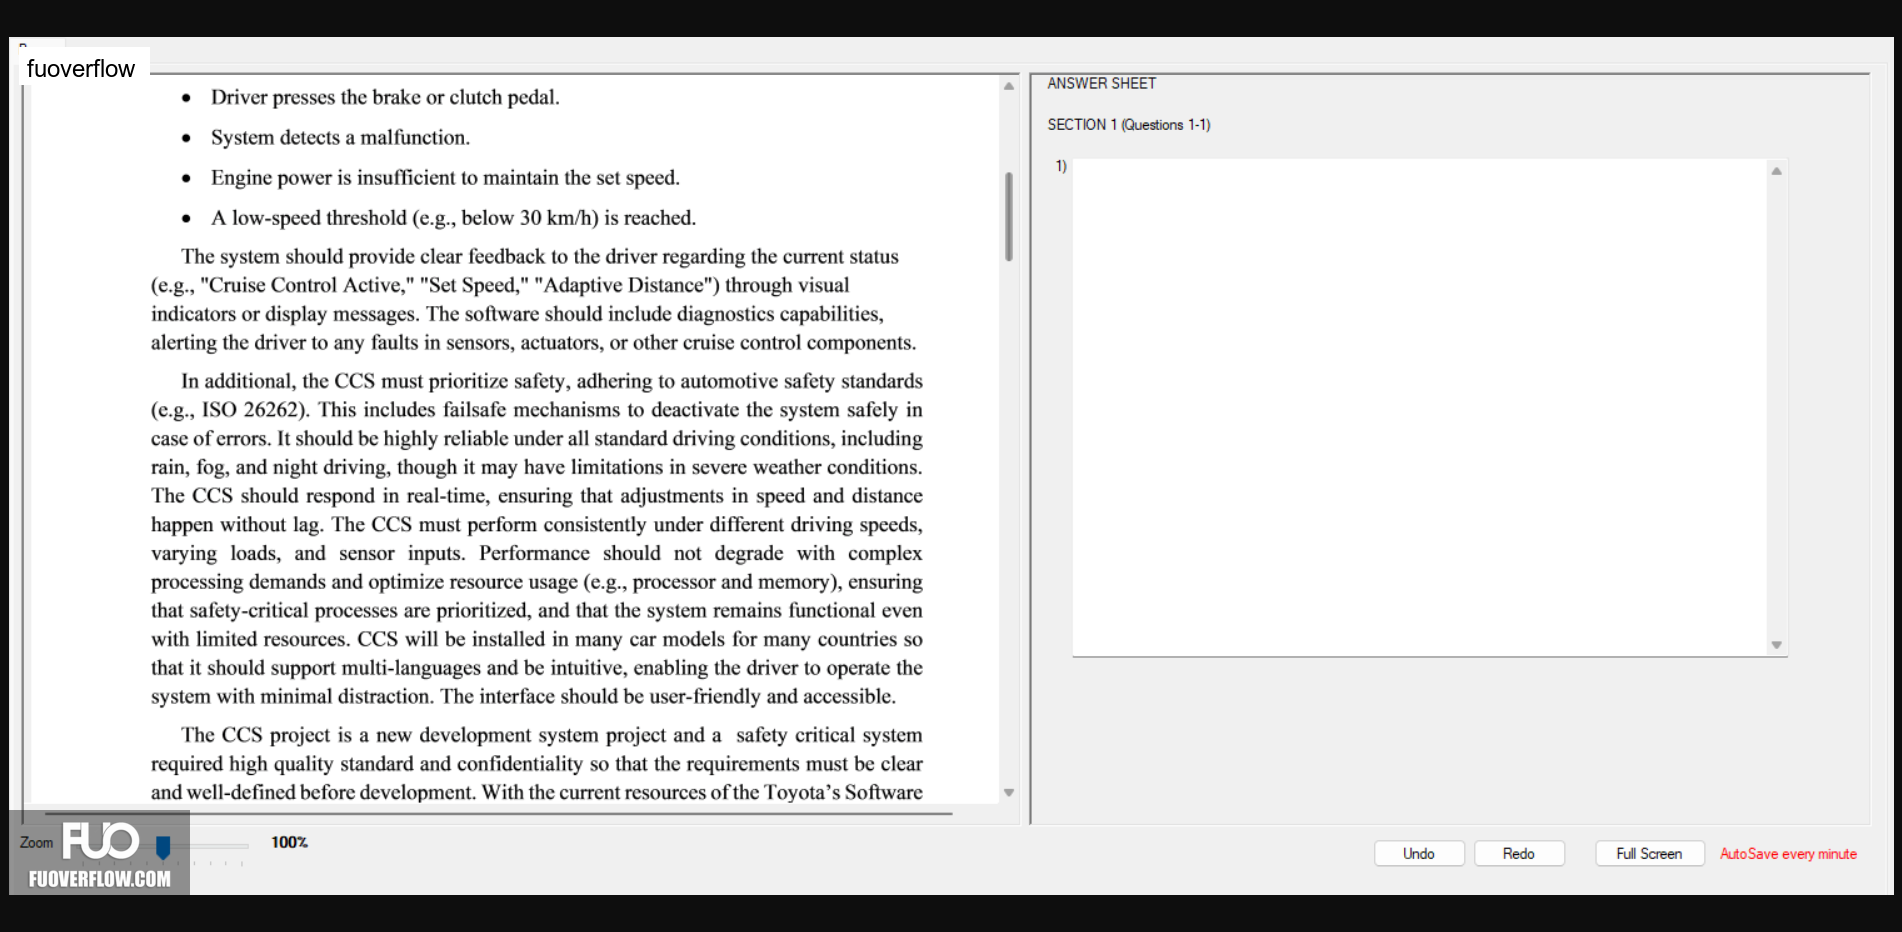 fuoverflow
• Driver presses the brake or clutch pedal.
• System detects a malfunction.
• Engine power is insufficient to maintain the set speed.
• A low-speed threshold (e.g., below 30 km/h) is reached.
The system should provide clear feedback to the driver regarding the current status
(e.g., "Cruise Control Active," "Set Speed," "Adaptive Distance") through visual
indicators or display messages. The software should include diagnostics capabilities,
alerting the driver to any faults in sensors, actuators, or other cruise control components.
In additional, the CCS must prioritize safety, adhering to automotive safety standards
(e.g., ISO 26262). This includes failsafe mechanisms to deactivate the system safely in
case of errors. It should be highly reliable under all standard driving conditions, including
rain, fog, and night driving, though it may have limitations in severe weather conditions.
The CCS should respond in real-time, ensuring that adjustments in speed and distance
happen without lag. The CCS must perform consistently under different driving speeds,
varying loads, and sensor inputs. Performance should not degrade with complex
processing demands and optimize resource usage (e.g., processor and memory), ensuring
that safety-critical processes are prioritized, and that the system remains functional even
with limited resources. CCS will be installed in many car models for many countries so
that it should support multi-languages and be intuitive, enabling the driver to operate the
system with minimal distraction. The interface should be user-friendly and accessible.
The CCS project is a new development system project and a safety critical system
required high quality standard and confidentiality so that the requirements must be clear
and well-defined before development. With the current resources of the Toyota's Software
ANSWER SHEET
SECTION 1 (Questions 1-1)
1)
Zoom
100%
FUO
FUOVERFLOW.COM
Undo
Redo
Full Screen
AutoSave every minute